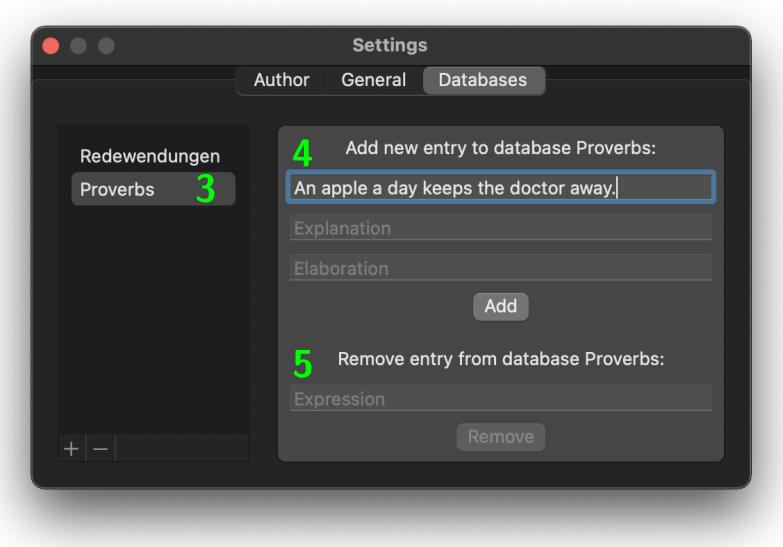 Settings
Author General Databases
Redewendungen
Proverbs 3
4 Add new entry to database Proverbs:
An apple a day keeps the doctor away.
Explanation
Elaboration
Add
5 Remove entry from database Proverbs:
Expression
Remove
+ −